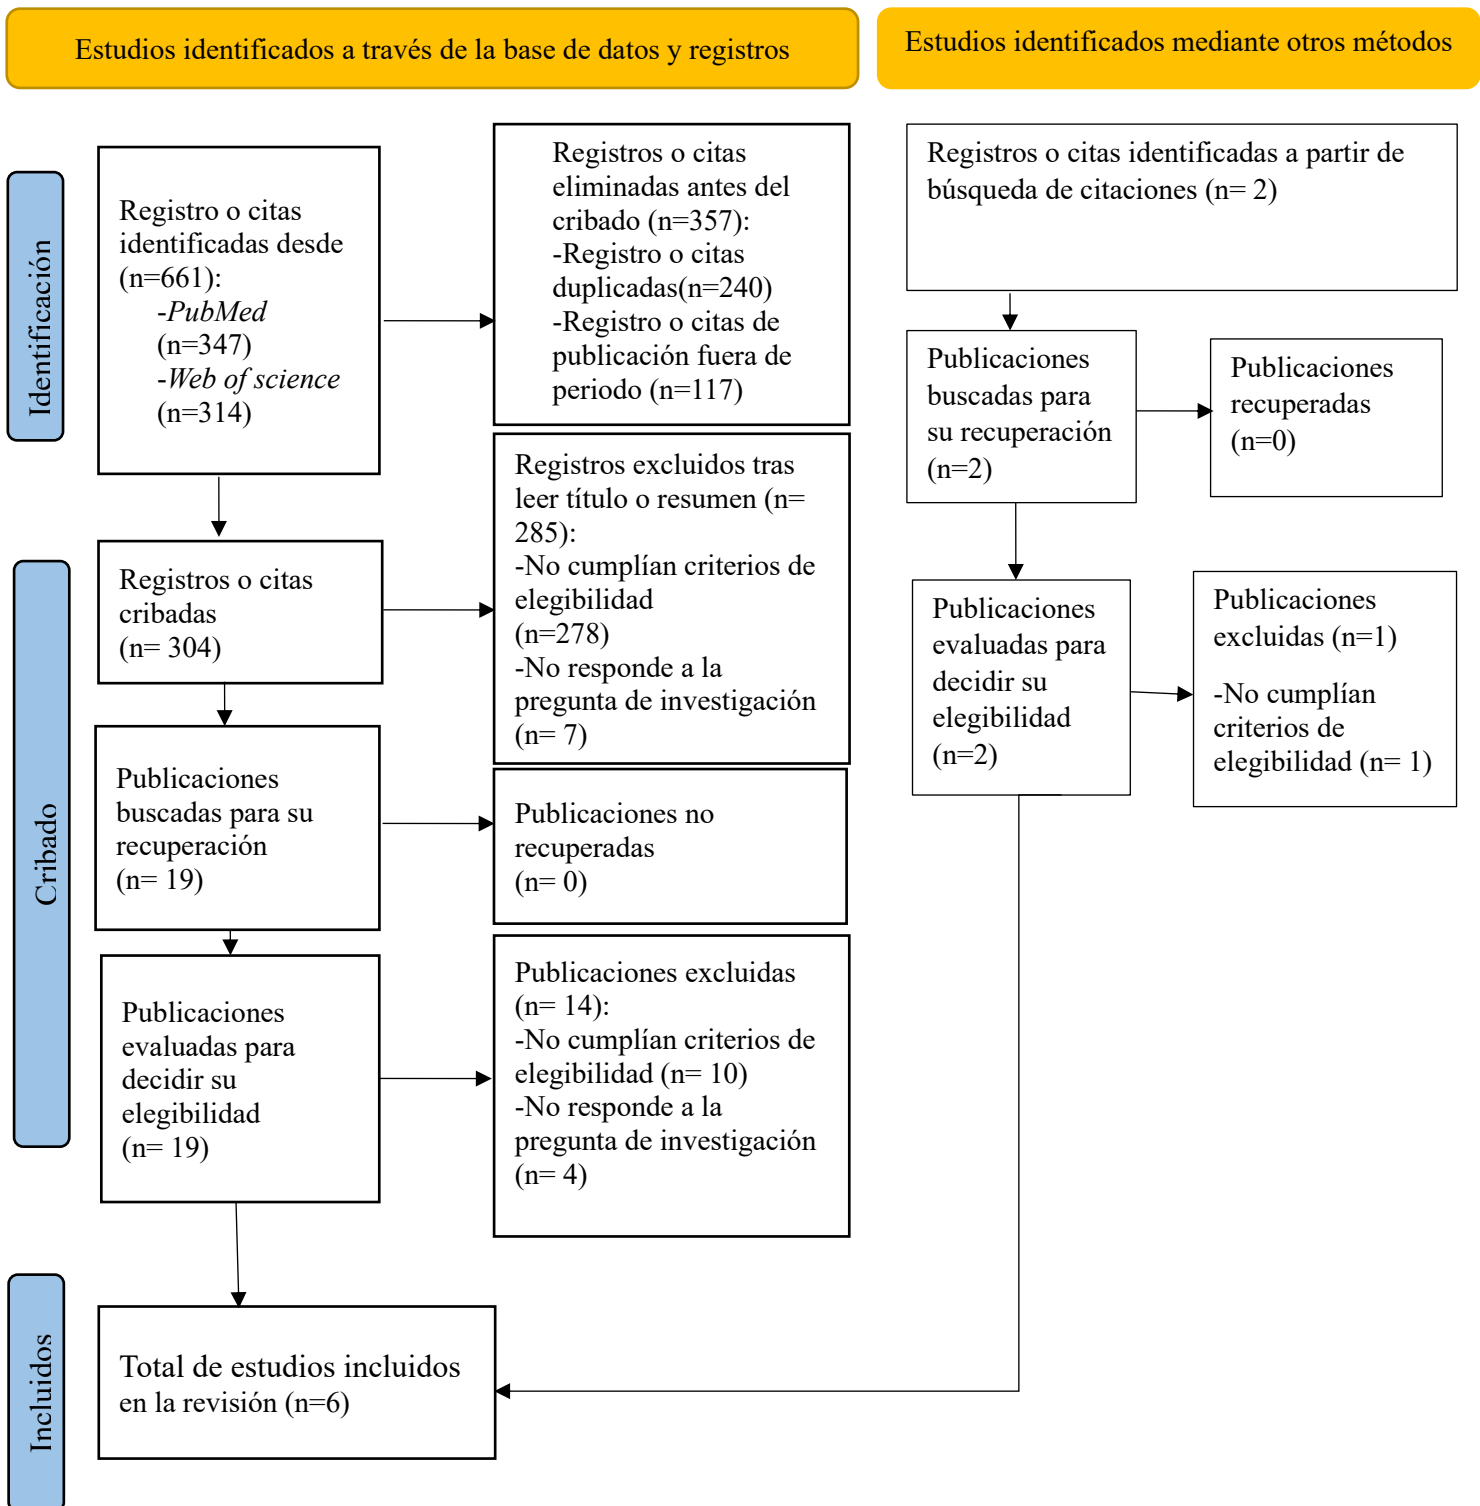 Estudios identificados a través de la base de datos y registros
Estudios identificados mediante otros métodos
Identificación
Registro o citas
identificadas desde
(n=661):
-PubMed
(n=347)
-Web of science
(n=314)
Registros o citas
eliminadas antes del
cribado (n=357):
-Registro o citas
duplicadas(n=240)
-Registro o citas de
publicación fuera de
periodo (n=117)
Registros o citas identificadas a partir de
búsqueda de citaciones (n= 2)
Publicaciones
buscadas para
su recuperación
(n=2)
Publicaciones
recuperadas
(n=0)
Cribado
Registros o citas
cribadas
(n= 304)
Registros excluidos tras
leer título o resumen (n=
285):
-No cumplían criterios de
elegibilidad
(n=278)
-No responde a la
pregunta de investigación
(n= 7)
Publicaciones
evaluadas para
decidir su
elegibilidad
(n=2)
Publicaciones
excluidas (n=1)
-No cumplían
criterios de
elegibilidad (n= 1)
Publicaciones
buscadas para su
recuperación
(n= 19)
Publicaciones no
recuperadas
(n= 0)
Publicaciones
evaluadas para
decidir su
elegibilidad
(n= 19)
Publicaciones excluidas
(n= 14):
-No cumplían criterios de
elegibilidad (n= 10)
-No responde a la
pregunta de investigación
(n= 4)
Incluidos
Total de estudios incluidos
en la revisión (n=6)